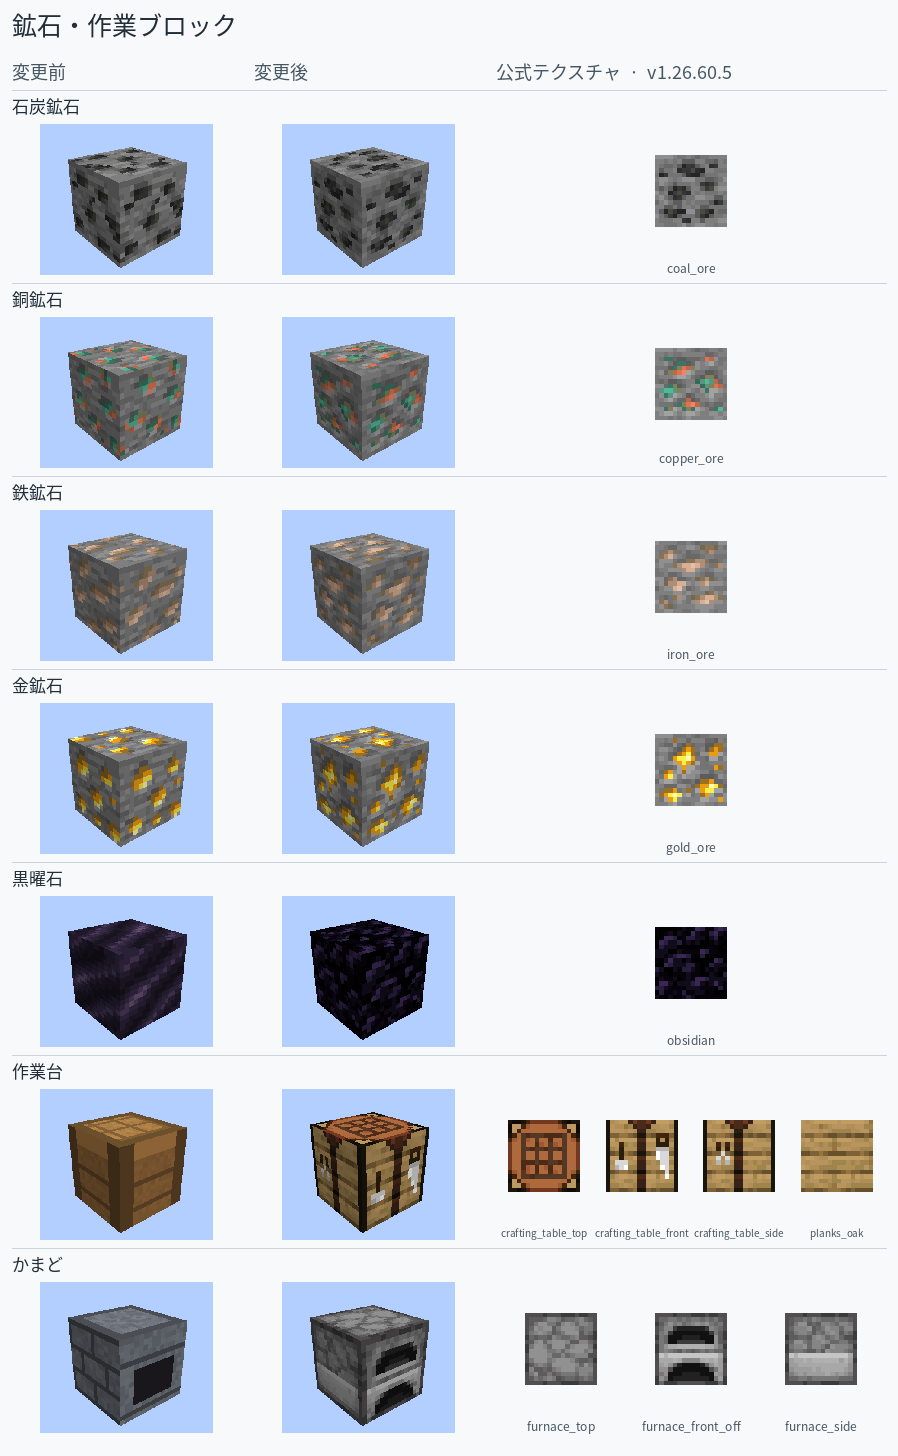 鉱石・作業ブロック
変更前 変更後 公式テクスチャ · v1.26.60.5
石炭鉱石
coal_ore
銅鉱石
copper_ore
鉄鉱石
iron_ore
金鉱石
gold_ore
黒曜石
obsidian
作業台
crafting_table_top crafting_table_front crafting_table_side planks_oak
かまど
furnace_top furnace_front_off furnace_side